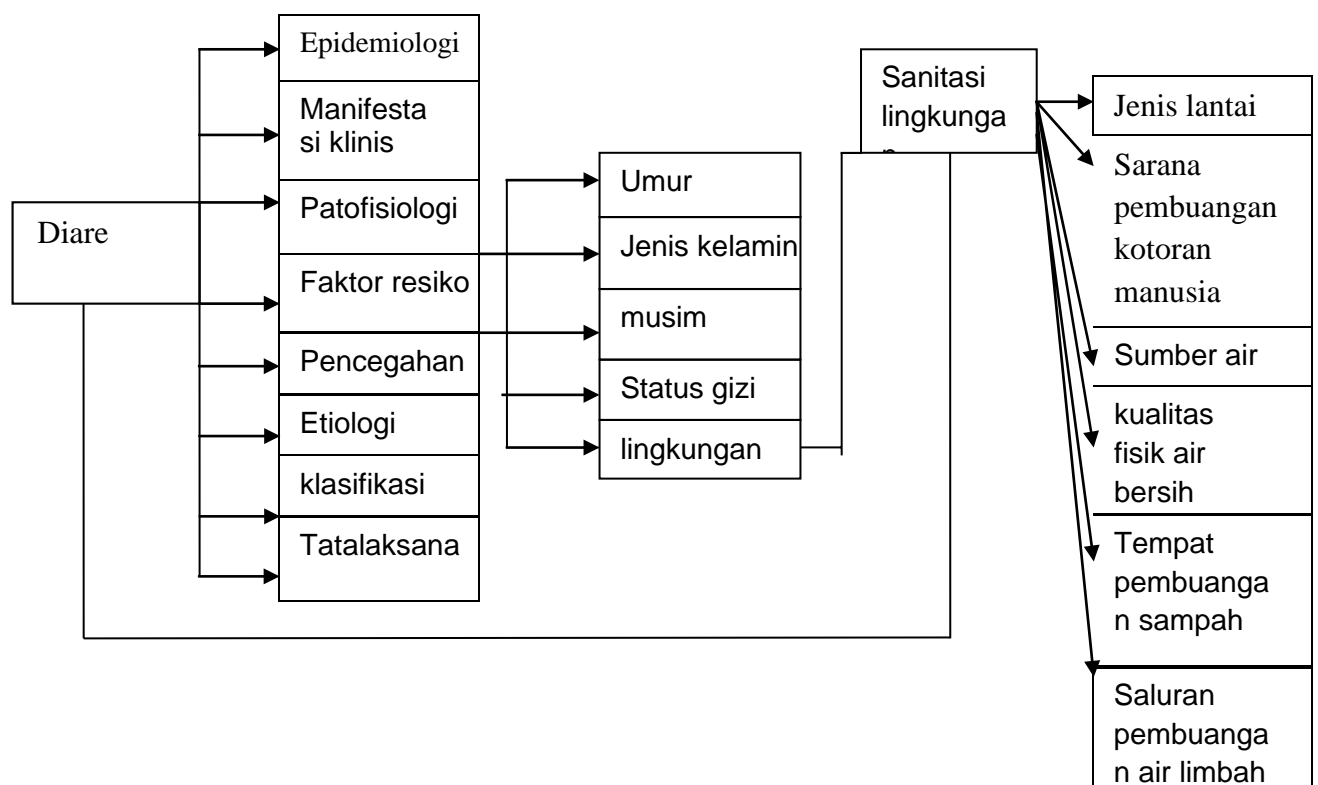 Diare
Epidemiologi
Manifesta
si klinis
Patofisiologi
Faktor resiko
Pencegahan
Etiologi
klasifikasi
Tatalaksana
Umur
Jenis kelamin
musim
Status gizi
lingkungan
Sanitasi
lingkunga
n
Jenis lantai
Sarana
pembuangan
kotoran
manusia
Sumber air
kualitas
fisik air
bersih
Tempat
pembuanga
n sampah
Saluran
pembuanga
n air limbah